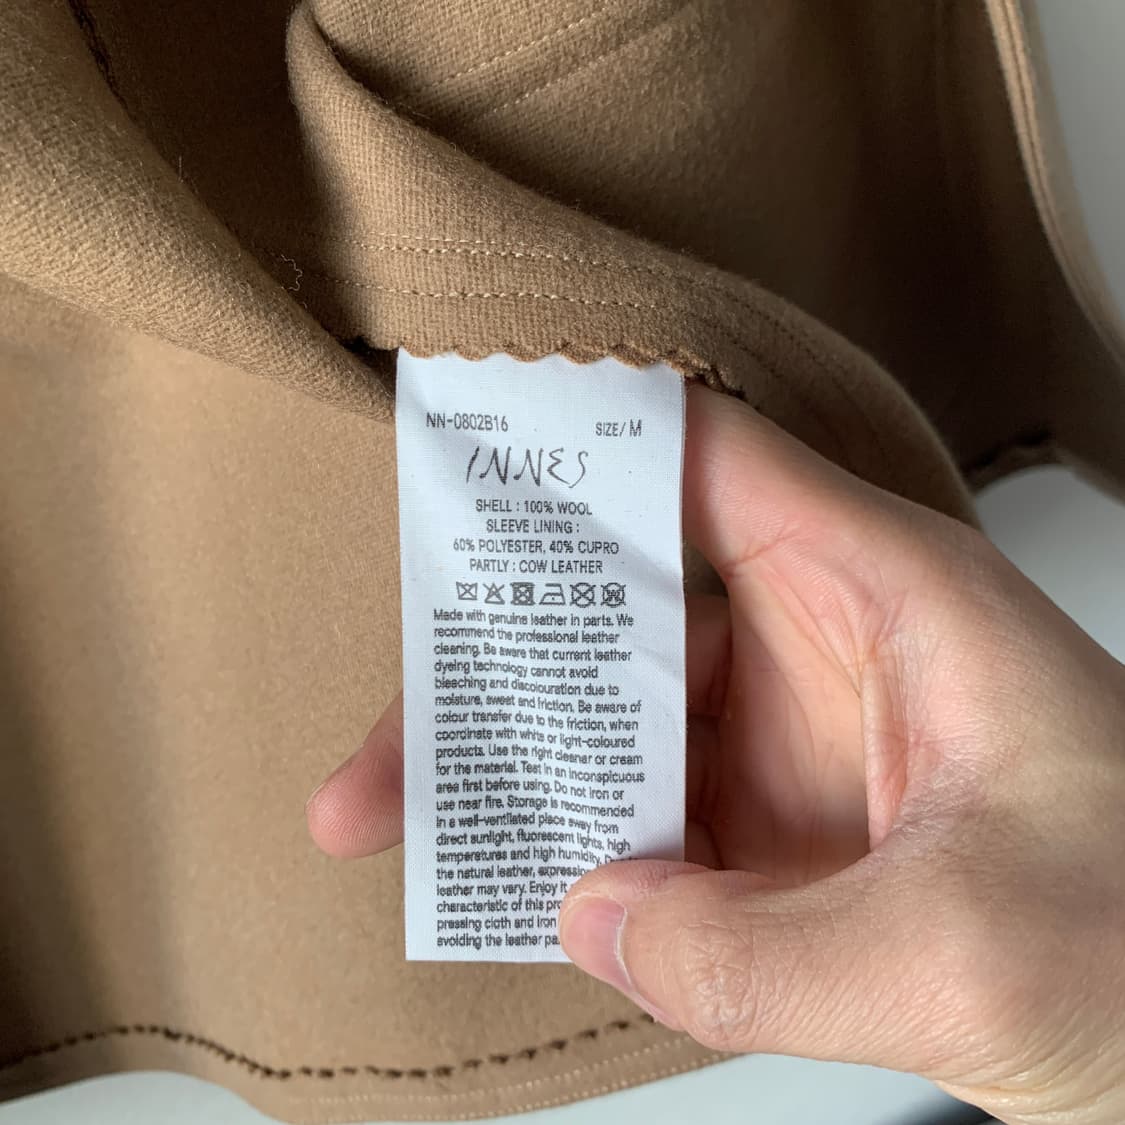 NN-0802B16 SIZE/ M
INNES
SHELL : 100% WOOL
SLEEVE LINING :
60% POLYESTER, 40% CUPRO
PARTLY : COW LEATHER
Made with genuine leather in parts. We
recommend the professional leather
cleaning. Be aware that current leather
dyeing technology cannot avoid
bleaching and discolouration due to
moisture, sweat and friction. Be aware of
colour transfer due to the friction, when
coordinate with white or light-coloured
products. Use the right cleaner or cream
for the material. Test in an inconspicuous
area first before using. Do not iron or
use near fire. Storage is recommended
in a well-ventilated place away from
direct sunlight, fluorescent lights, high
temperatures and high humidity.
the natural leather,
leather may vary. Enjoy it
characteristic of this
pressing cloth and iron
avoiding the leather